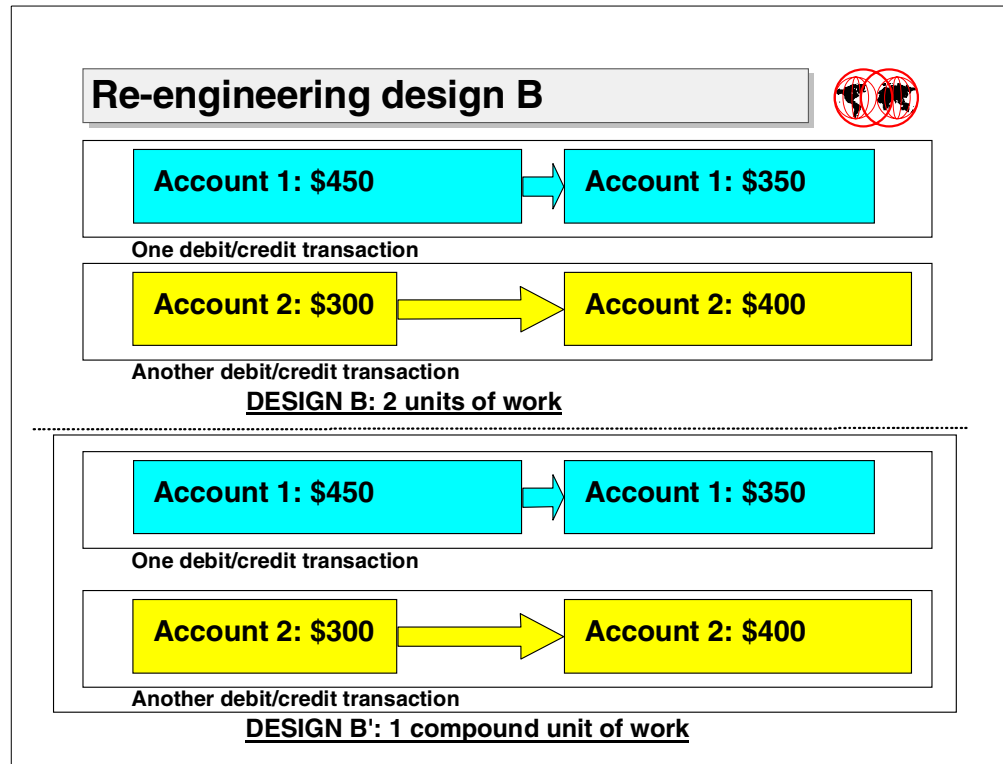 Re-engineering design B
Account 1: $450
Account 1: $350
One debit/credit transaction
Account 2: $300
Account 2: $400
Another debit/credit transaction
DESIGN B: 2 units of work
Account 1: $450
Account 1: $350
One debit/credit transaction
Account 2: $300
Account 2: $400
Another debit/credit transaction
DESIGN B': 1 compound unit of work